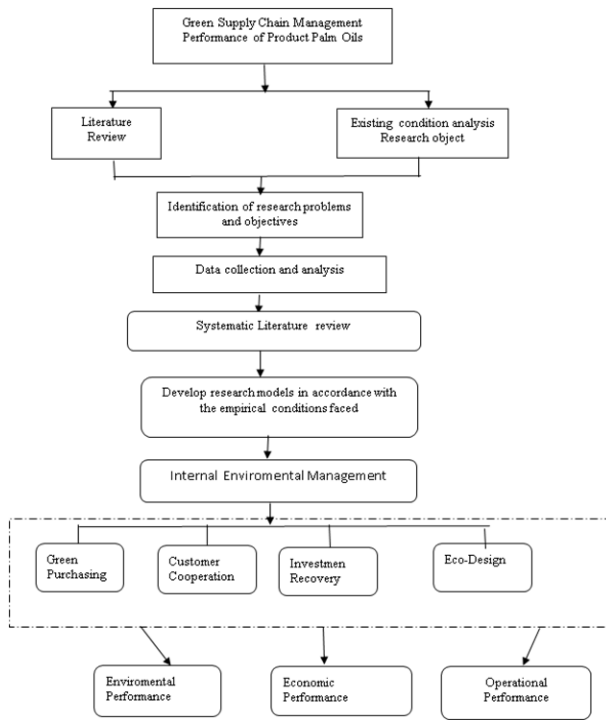 Green Supply Chain Management
Performance of Product Palm Oils
Literature
Review
Existing condition analysis
Research object
Identification of research problems
and objectives
Data collection and analysis
Systematic Literature review
Develop research models in accordance with
the empirical conditions faced
Internal Enviromental Management
Green
Purchasing
Customer
Cooperation
Investmen
Recovery
Eco-Design
Enviromental
Performance
Economic
Performance
Operational
Performance